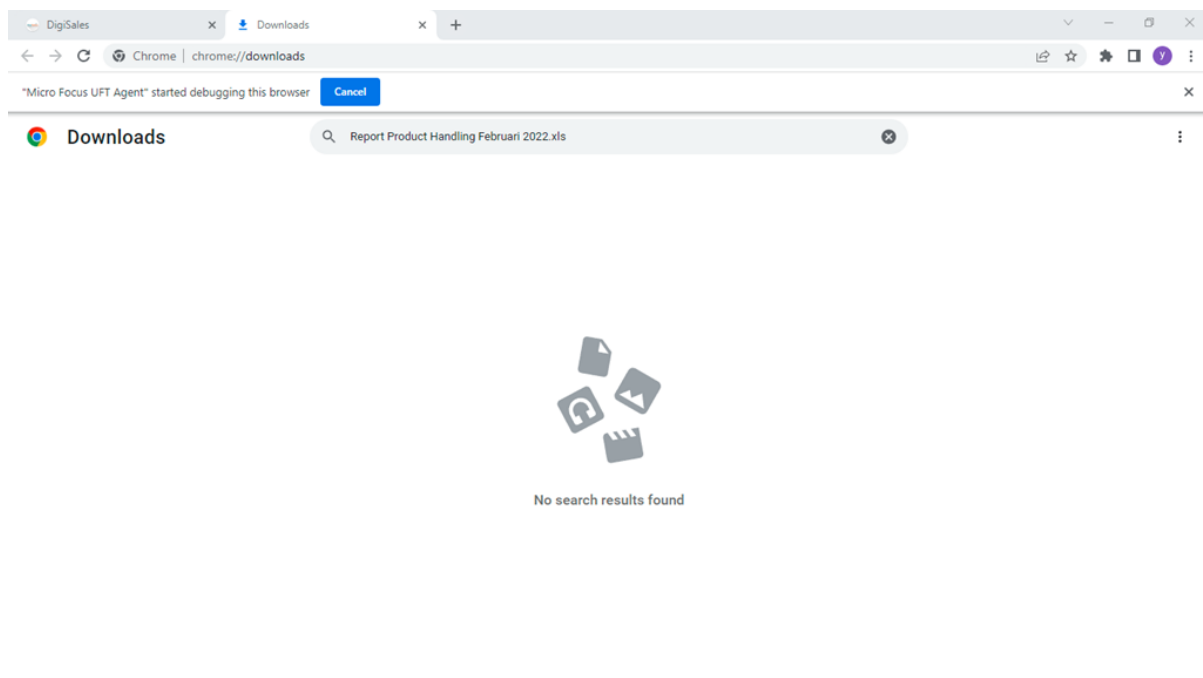 DigiSales
Downloads
Chrome | chrome://downloads
y
"Micro Focus UFT Agent" started debugging this browser Cancel
Downloads
Report Product Handling Februari 2022.xls
No search results found